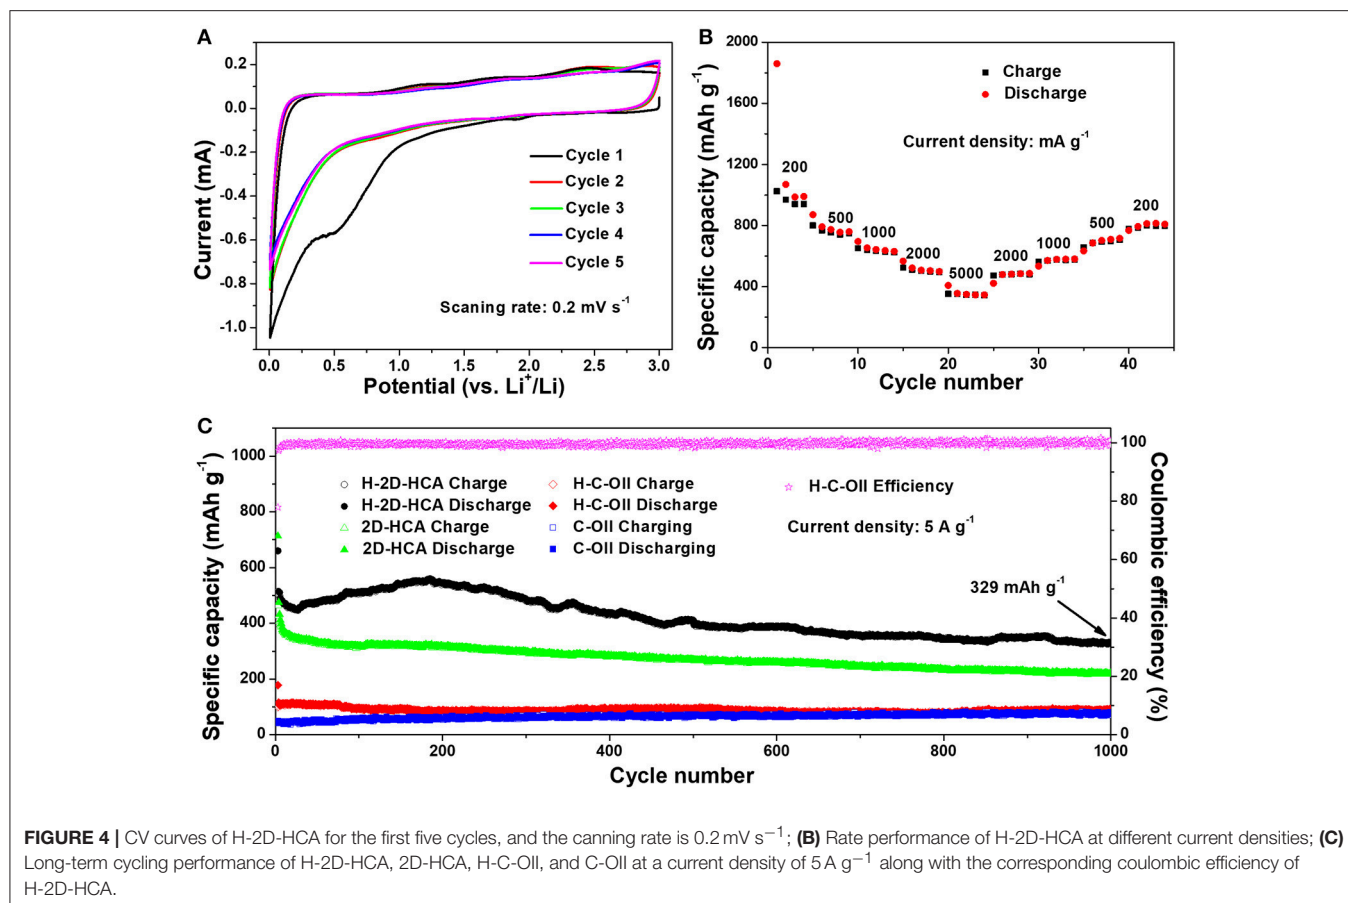 A
0.2
0.0
-0.2
-0.4
-0.6
-0.8
-1.0
Current (mA)
Cycle 1
Cycle 2
Cycle 3
Cycle 4
Cycle 5
Scaning rate: 0.2 mV s⁻¹
0.0 0.5 1.0 1.5 2.0 2.5 3.0
Potential (vs. Li⁺/Li)
B
2000
1600
1200
800
400
0
Specific capacity (mAh g⁻¹)
Charge
Discharge
Current density: mA g⁻¹
200
500
1000
2000
5000
2000
1000
500
200
0 10 20 30 40
Cycle number
C
1000
800
600
400
200
0
Specific capacity (mAh g⁻¹)
H-2D-HCA Charge
H-2D-HCA Discharge
2D-HCA Charge
2D-HCA Discharge
H-C-OII Charge
H-C-OII Discharge
C-OII Charging
C-OII Discharging
H-C-OII Efficiency
Current density: 5 A g⁻¹
329 mAh g⁻¹
100
80
60
40
20
0
Coulombic efficiency (%)
0 200 400 600 800 1000
Cycle number
FIGURE 4 | CV curves of H-2D-HCA for the first five cycles, and the canning rate is 0.2 mV s⁻¹; (B) Rate performance of H-2D-HCA at different current densities; (C)
Long-term cycling performance of H-2D-HCA, 2D-HCA, H-C-OII, and C-OII at a current density of 5 A g⁻¹ along with the corresponding coulombic efficiency of
H-2D-HCA.